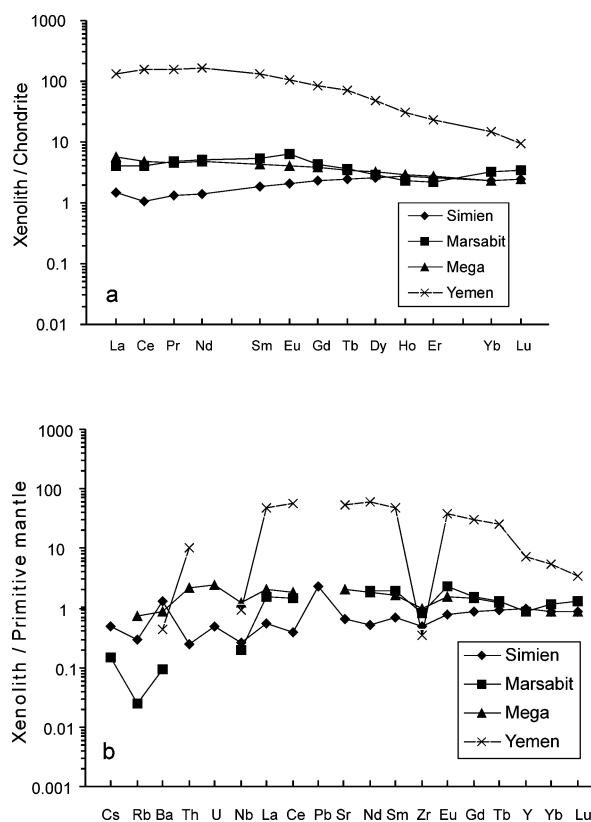 1000
100
10
1
0.1
0.01
Xenolith / Chondrite
a
Simien
Marsabit
Mega
Yemen
La Ce Pr Nd Sm Eu Gd Tb Dy Ho Er Yb Lu
1000
100
10
1
0.1
0.01
0.001
Xenolith / Primitive mantle
b
Simien
Marsabit
Mega
Yemen
Cs Rb Ba Th U Nb La Ce Pb Sr Nd Sm Zr Eu Gd Tb Y Yb Lu